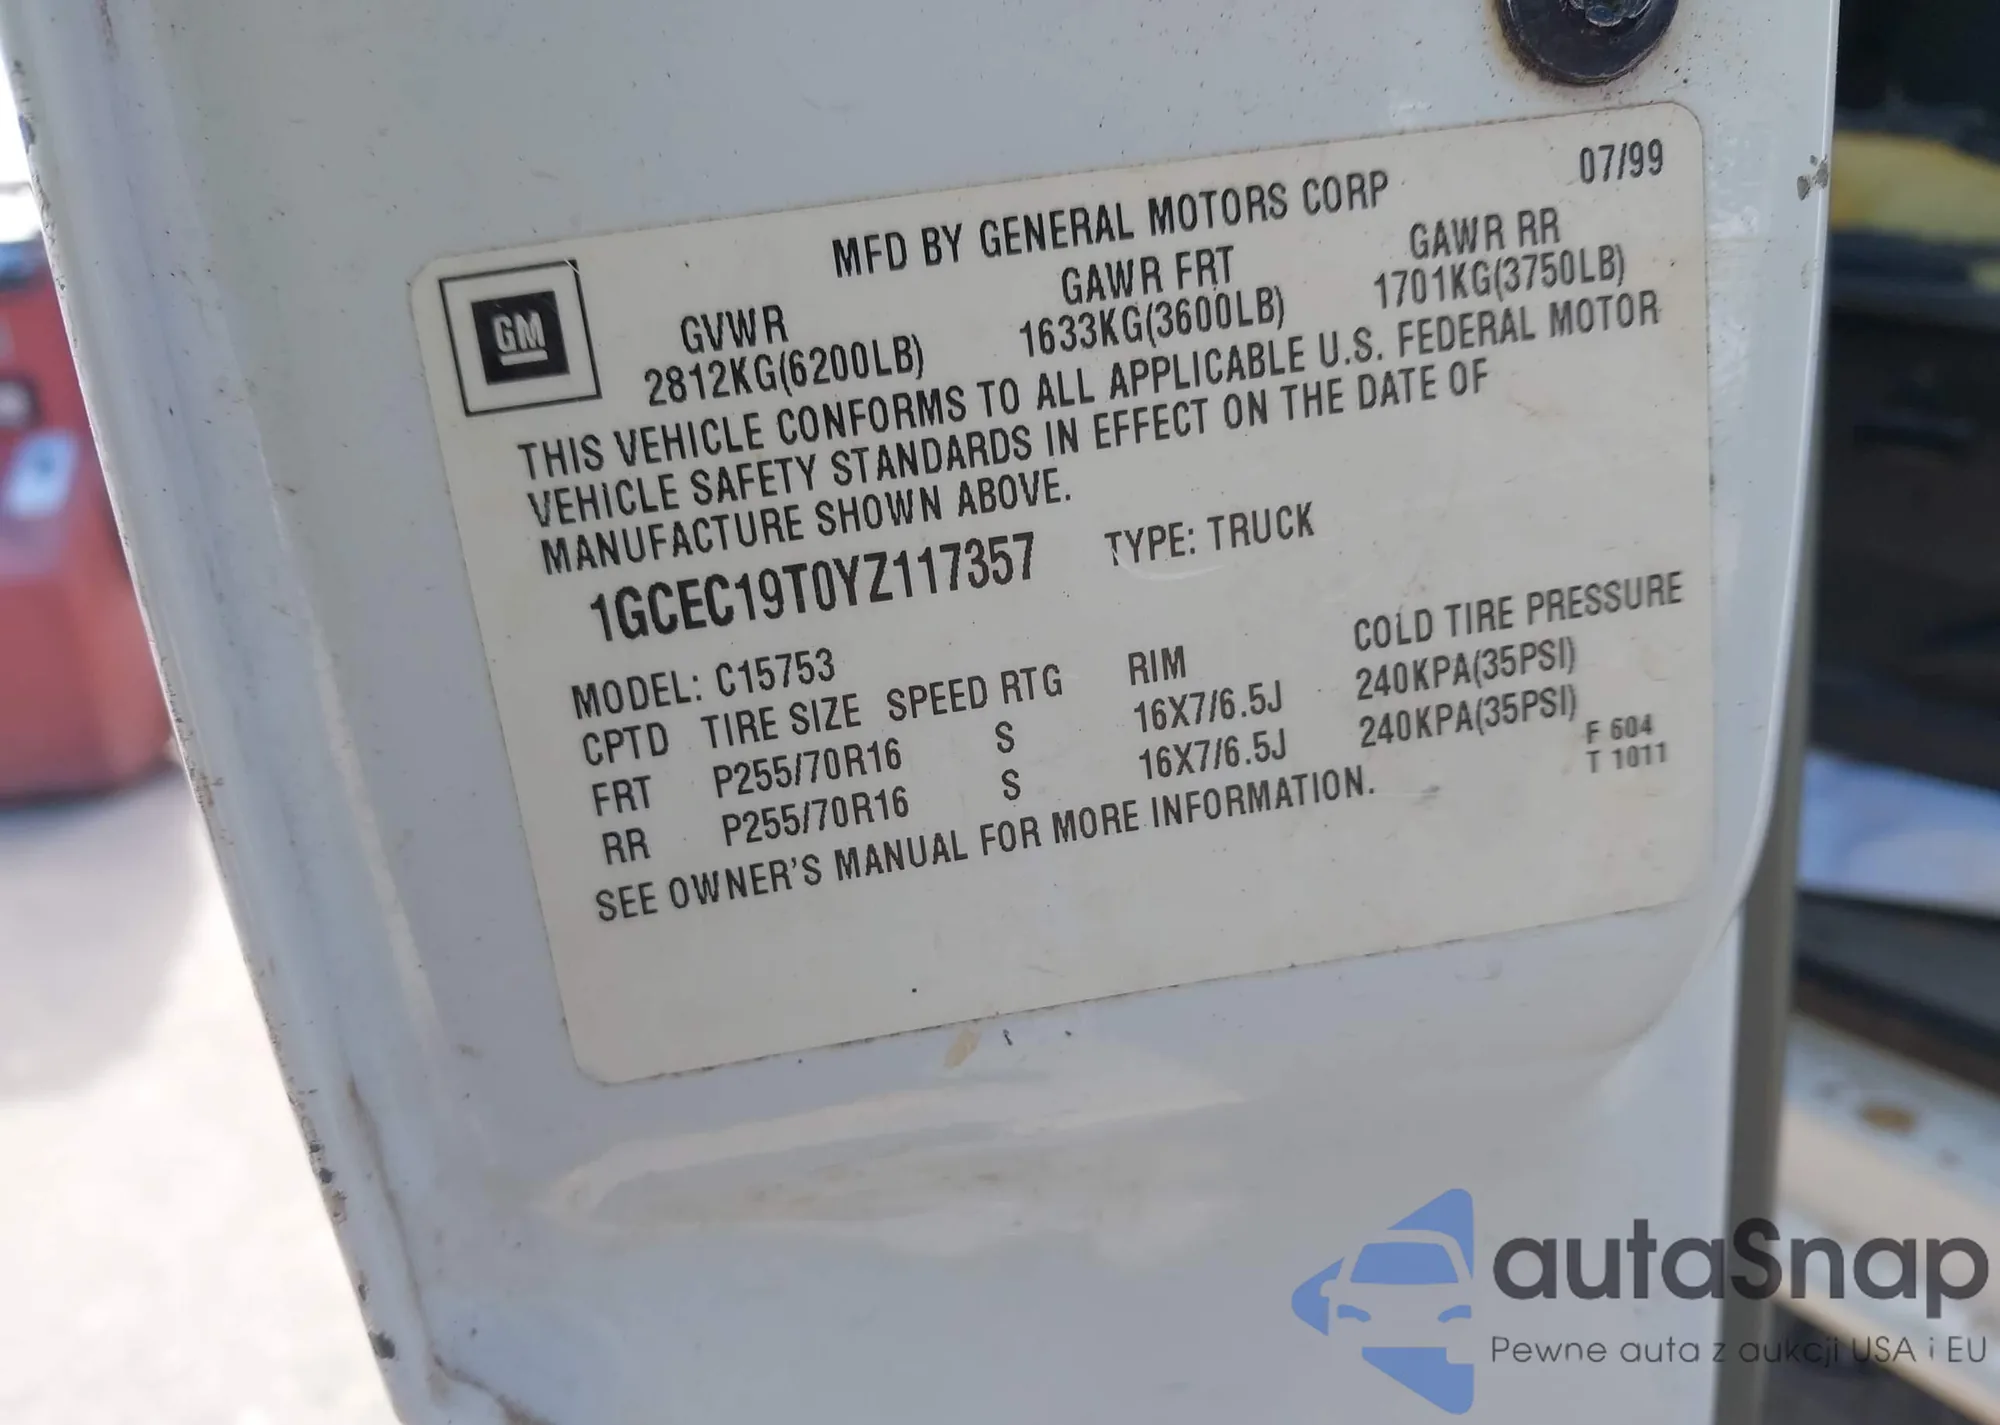 07/99
MFD BY GENERAL MOTORS CORP
GM
GVWR GAWR FRT GAWR RR
2812KG(6200LB) 1633KG(3600LB) 1701KG(3750LB)
THIS VEHICLE CONFORMS TO ALL APPLICABLE U.S. FEDERAL MOTOR
VEHICLE SAFETY STANDARDS IN EFFECT ON THE DATE OF
MANUFACTURE SHOWN ABOVE.
1GCEC19T0YZ117357 TYPE: TRUCK
MODEL: C15753
CPTD TIRE SIZE SPEED RTG RIM COLD TIRE PRESSURE
FRT P255/70R16 S 16X7/6.5J 240KPA(35PSI)
RR P255/70R16 S 16X7/6.5J 240KPA(35PSI)
F 604
T 1011
SEE OWNER'S MANUAL FOR MORE INFORMATION.
autaSnap
Pewne auta z aukcji USA i EU